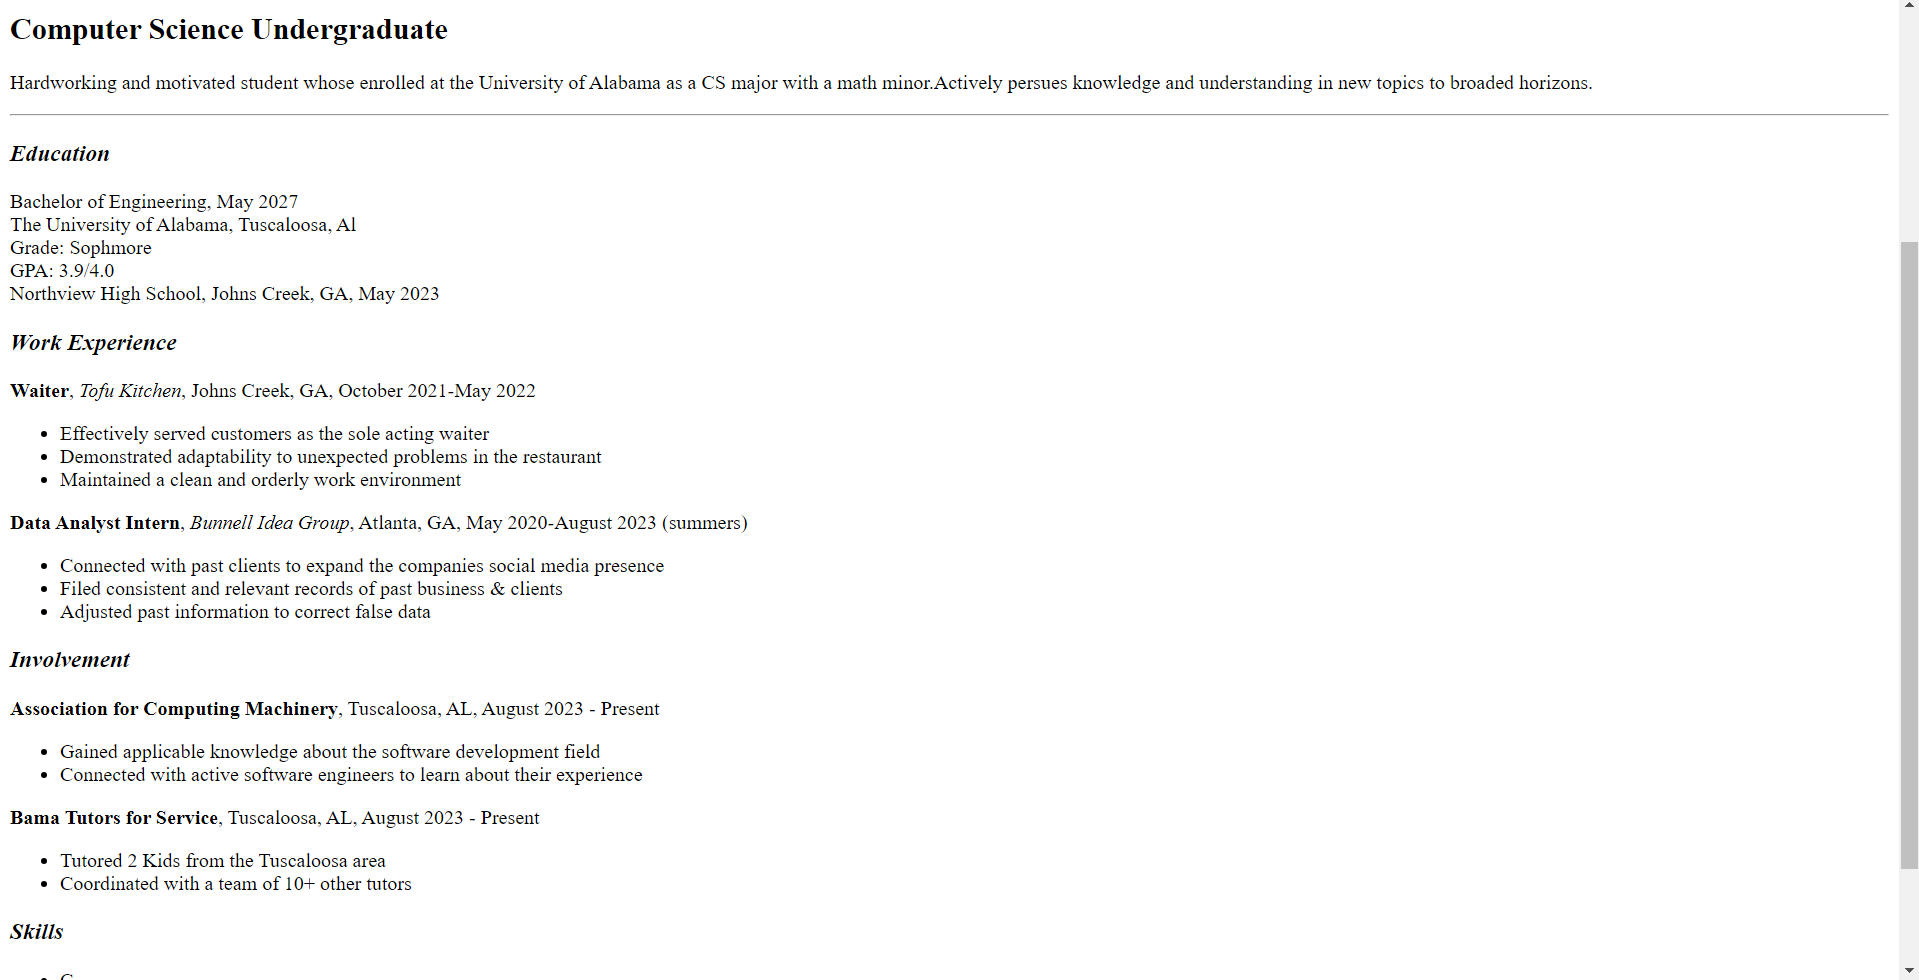 Computer Science Undergraduate
Hardworking and motivated student whose enrolled at the University of Alabama as a CS major with a math minor.Actively persues knowledge and understanding in new topics to broaded horizons.
Education
Bachelor of Engineering, May 2027
The University of Alabama, Tuscaloosa, Al
Grade: Sophmore
GPA: 3.9/4.0
Northview High School, Johns Creek, GA, May 2023
Work Experience
Waiter, Tofu Kitchen, Johns Creek, GA, October 2021-May 2022
• Effectively served customers as the sole acting waiter
• Demonstrated adaptability to unexpected problems in the restaurant
• Maintained a clean and orderly work environment
Data Analyst Intern, Bunnell Idea Group, Atlanta, GA, May 2020-August 2023 (summers)
• Connected with past clients to expand the companies social media presence
• Filed consistent and relevant records of past business & clients
• Adjusted past information to correct false data
Involvement
Association for Computing Machinery, Tuscaloosa, AL, August 2023 - Present
• Gained applicable knowledge about the software development field
• Connected with active software engineers to learn about their experience
Bama Tutors for Service, Tuscaloosa, AL, August 2023 - Present
• Tutored 2 Kids from the Tuscaloosa area
• Coordinated with a team of 10+ other tutors
Skills